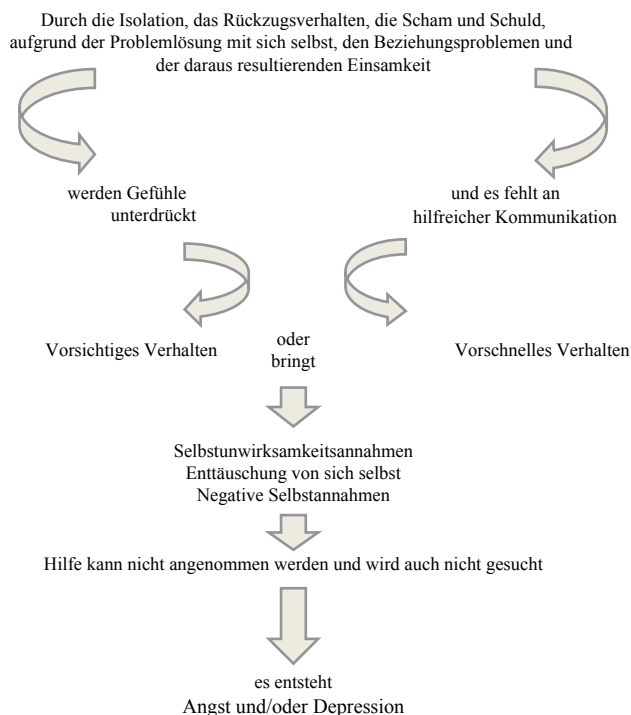 Durch die Isolation, das Rückzugsverhalten, die Scham und Schuld,
aufgrund der Problemlösung mit sich selbst, den Beziehungsproblemen und
der daraus resultierenden Einsamkeit
werden Gefühle
unterdrückt
und es fehlt an
hilfreicher Kommunikation
Vorsichtiges Verhalten
oder
bringt
Vorschnelles Verhalten
Selbstunwirksamkeitsannahmen
Enttäuschung von sich selbst
Negative Selbstannahmen
Hilfe kann nicht angenommen werden und wird auch nicht gesucht
es entsteht
Angst und/oder Depression